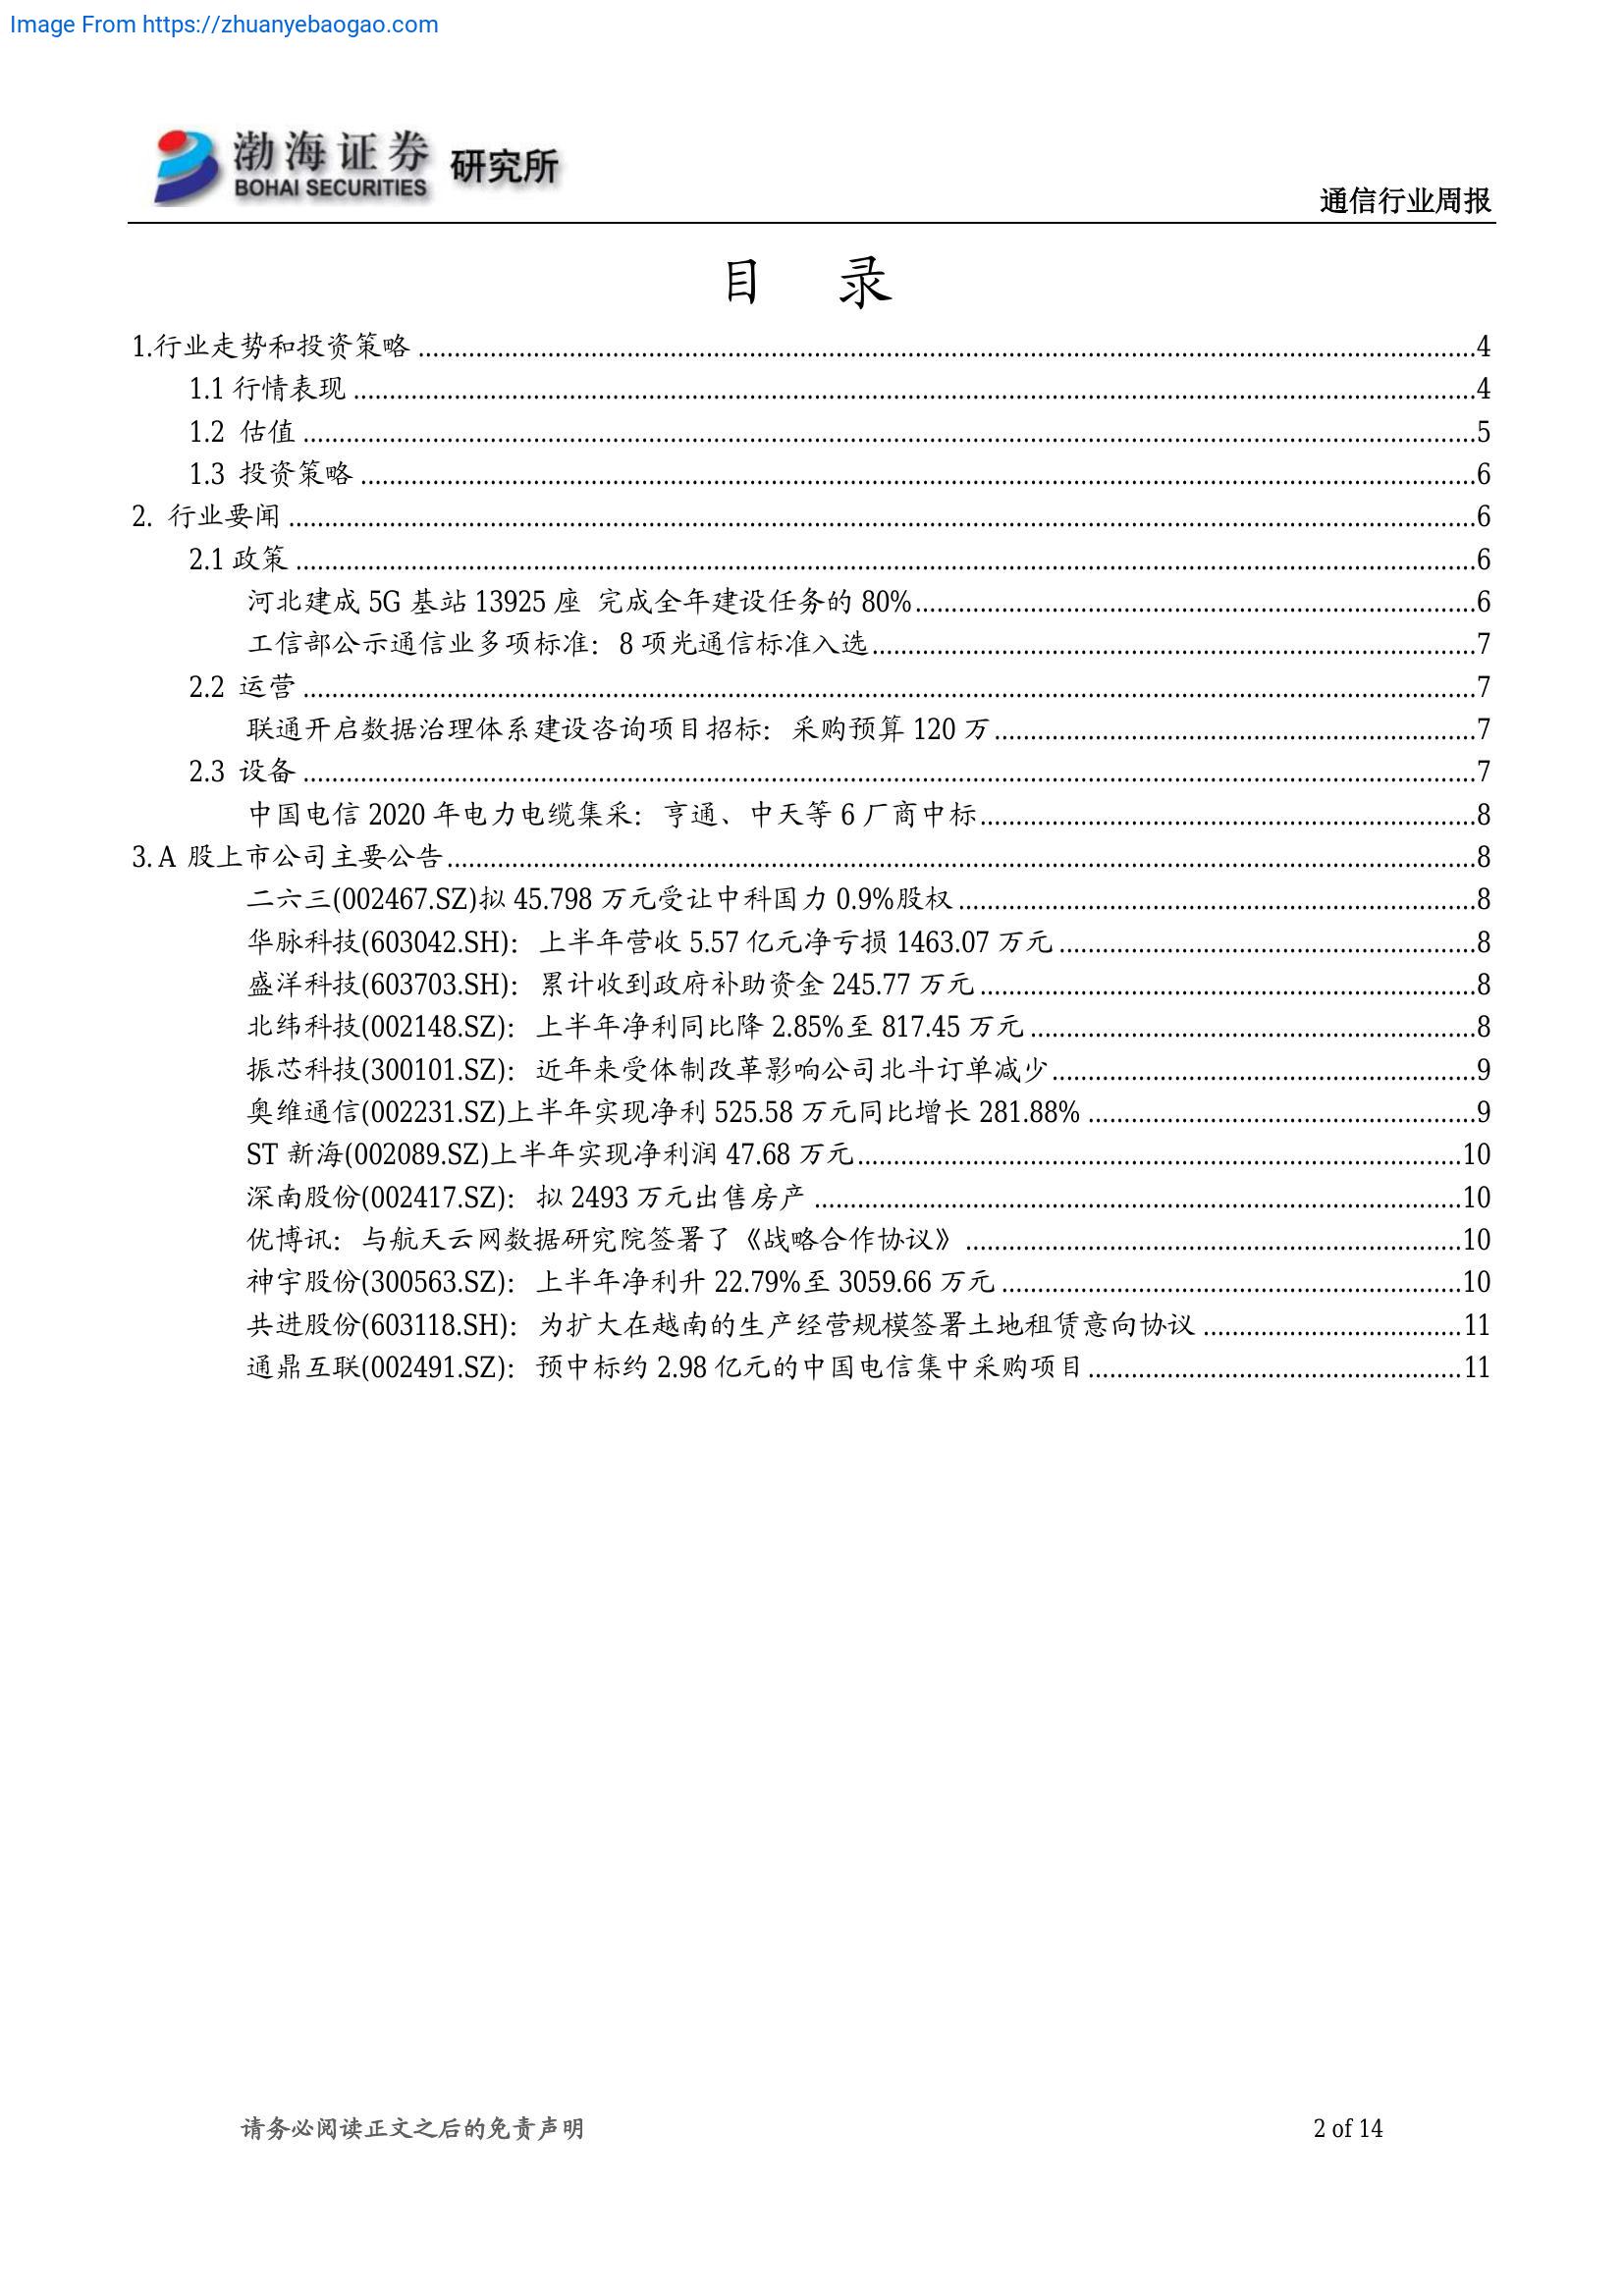 Image From https://zhuanyebaogao.com
渤海证券 研究所
BOHAI SECURITIES
通信行业周报
目 录
1.行业走势和投资策略 4
1.1 行情表现 4
1.2 估值 5
1.3 投资策略 6
2. 行业要闻 6
2.1 政策 6
河北建成 5G 基站 13925 座 完成全年建设任务的 80% 6
工信部公示通信业多项标准：8 项光通信标准入选 7
2.2 运营 7
联通开启数据治理体系建设咨询项目招标：采购预算 120 万 7
2.3 设备 7
中国电信 2020 年电力电缆集采：亨通、中天等 6 厂商中标 8
3. A 股上市公司主要公告 8
二六三(002467.SZ)拟 45.798 万元受让中科国力 0.9%股权 8
华脉科技(603042.SH)：上半年营收 5.57 亿元净亏损 1463.07 万元 8
盛洋科技(603703.SH)：累计收到政府补助资金 245.77 万元 8
北纬科技(002148.SZ)：上半年净利同比降 2.85%至 817.45 万元 8
振芯科技(300101.SZ)：近年来受体制改革影响公司北斗订单减少 9
奥维通信(002231.SZ)上半年实现净利 525.58 万元同比增长 281.88% 9
ST 新海(002089.SZ)上半年实现净利润 47.68 万元 10
深南股份(002417.SZ)：拟 2493 万元出售房产 10
优博讯：与航天云网数据研究院签署了《战略合作协议》 10
神宇股份(300563.SZ)：上半年净利升 22.79%至 3059.66 万元 10
共进股份(603118.SH)：为扩大在越南的生产经营规模签署土地租赁意向协议 11
通鼎互联(002491.SZ)：预中标约 2.98 亿元的中国电信集中采购项目 11
请务必阅读正文之后的免责声明 2 of 14